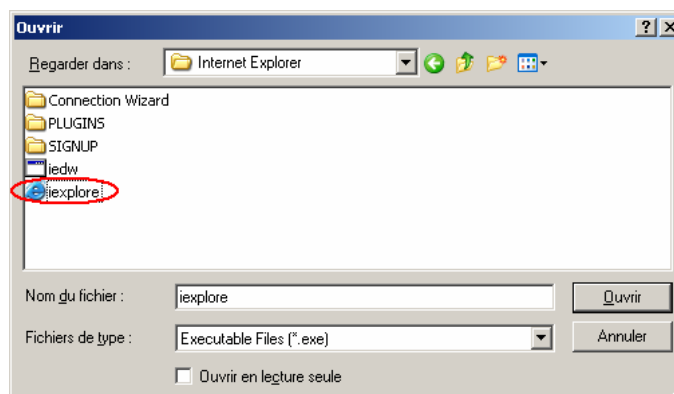 Ouvrir
Regarder dans : Internet Explorer
Connection Wizard
PLUGINS
SIGNUP
iedw
iexplore
Nom du fichier : iexplore Ouvrir
Fichiers de type : Executable Files (*.exe) Annuler
Ouvrir en lecture seule